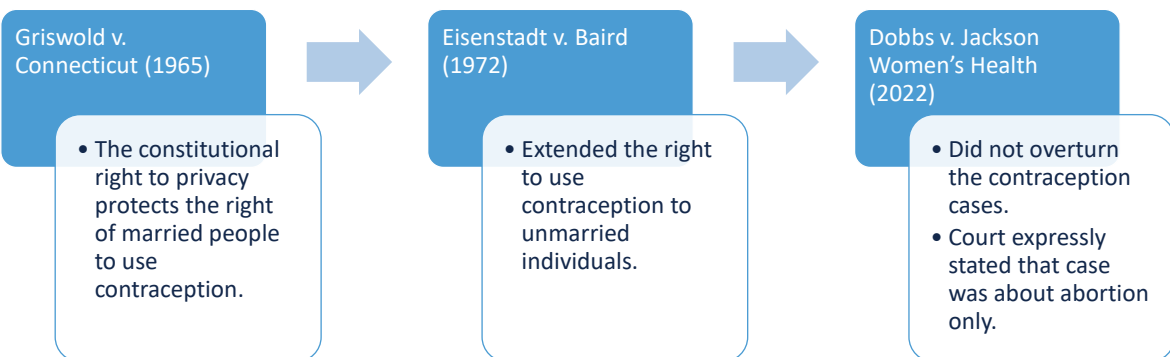 Griswold v.
Connecticut (1965)
• The constitutional
right to privacy
protects the right
of married people
to use
contraception.
Eisenstadt v. Baird
(1972)
• Extended the right
to use
contraception to
unmarried
individuals.
Dobbs v. Jackson
Women’s Health
(2022)
• Did not overturn
the contraception
cases.
• Court expressly
stated that case
was about abortion
only.